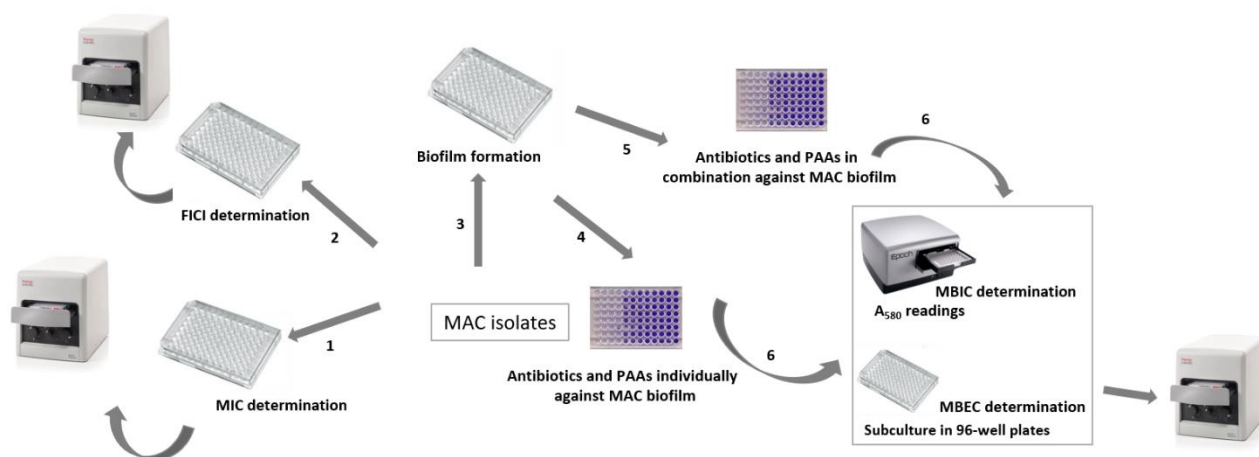 Biofilm formation
5
Antibiotics and PAAs in
combination against MAC biofilm
6
FICI determination
2
3
4
MAC isolates
1
MIC determination
Antibiotics and PAAs individually
against MAC biofilm
6
Epoch
MBIC determination
A₅₈₀ readings
MBEC determination
Subculture in 96-well plates